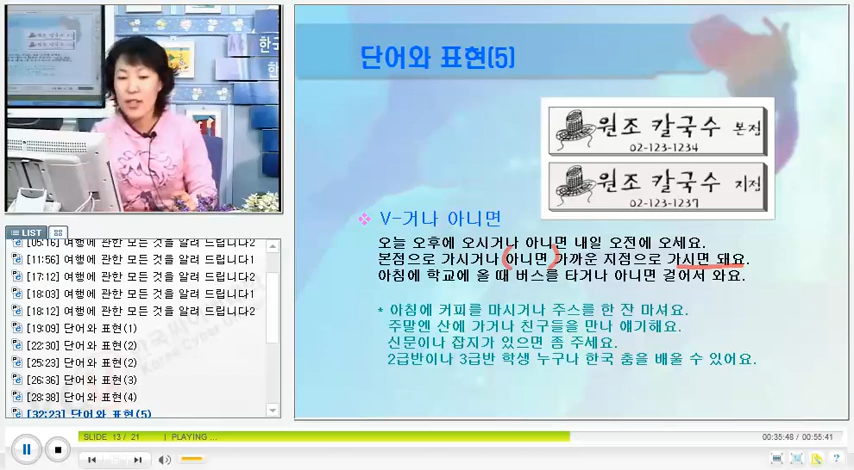 단어와 표현(5)
원조 칼국수 본점
02-123-1234
원조 칼국수 지점
02-123-1237
V-거나 아니면
오늘 오후에 오시거나 아니면 내일 오전에 오세요.
본점으로 가시거나 (아니면) 가까운 지점으로 가시면 돼요.
아침에 학교에 올 때 버스를 타거나 아니면 걸어서 와요.
* 아침에 커피를 마시거나 주스를 한 잔 마셔요.
주말엔 산에 가거나 친구들을 만나 얘기해요.
신문이나 잡지가 있으면 좀 주세요.
2급반이나 3급반 학생 누구나 한국 춤을 배울 수 있어요.
LIST
[05:16] 여행에 관한 모든 것을 알려 드립니다2
[11:56] 여행에 관한 모든 것을 알려 드립니다1
[17:12] 여행에 관한 모든 것을 알려 드립니다2
[18:03] 여행에 관한 모든 것을 알려 드립니다1
[18:35] 여행에 관한 모든 것을 알려 드립니다2
[19:09] 단어와 표현(1)
[22:30] 단어와 표현(2)
[25:23] 단어와 표현(2)
[26:36] 단어와 표현(3)
[28:38] 단어와 표현(4)
[32:23] 단어와 표현(5)
SLIDE 13 / 21 | PLAYING ...
00:35:48 / 00:55:41